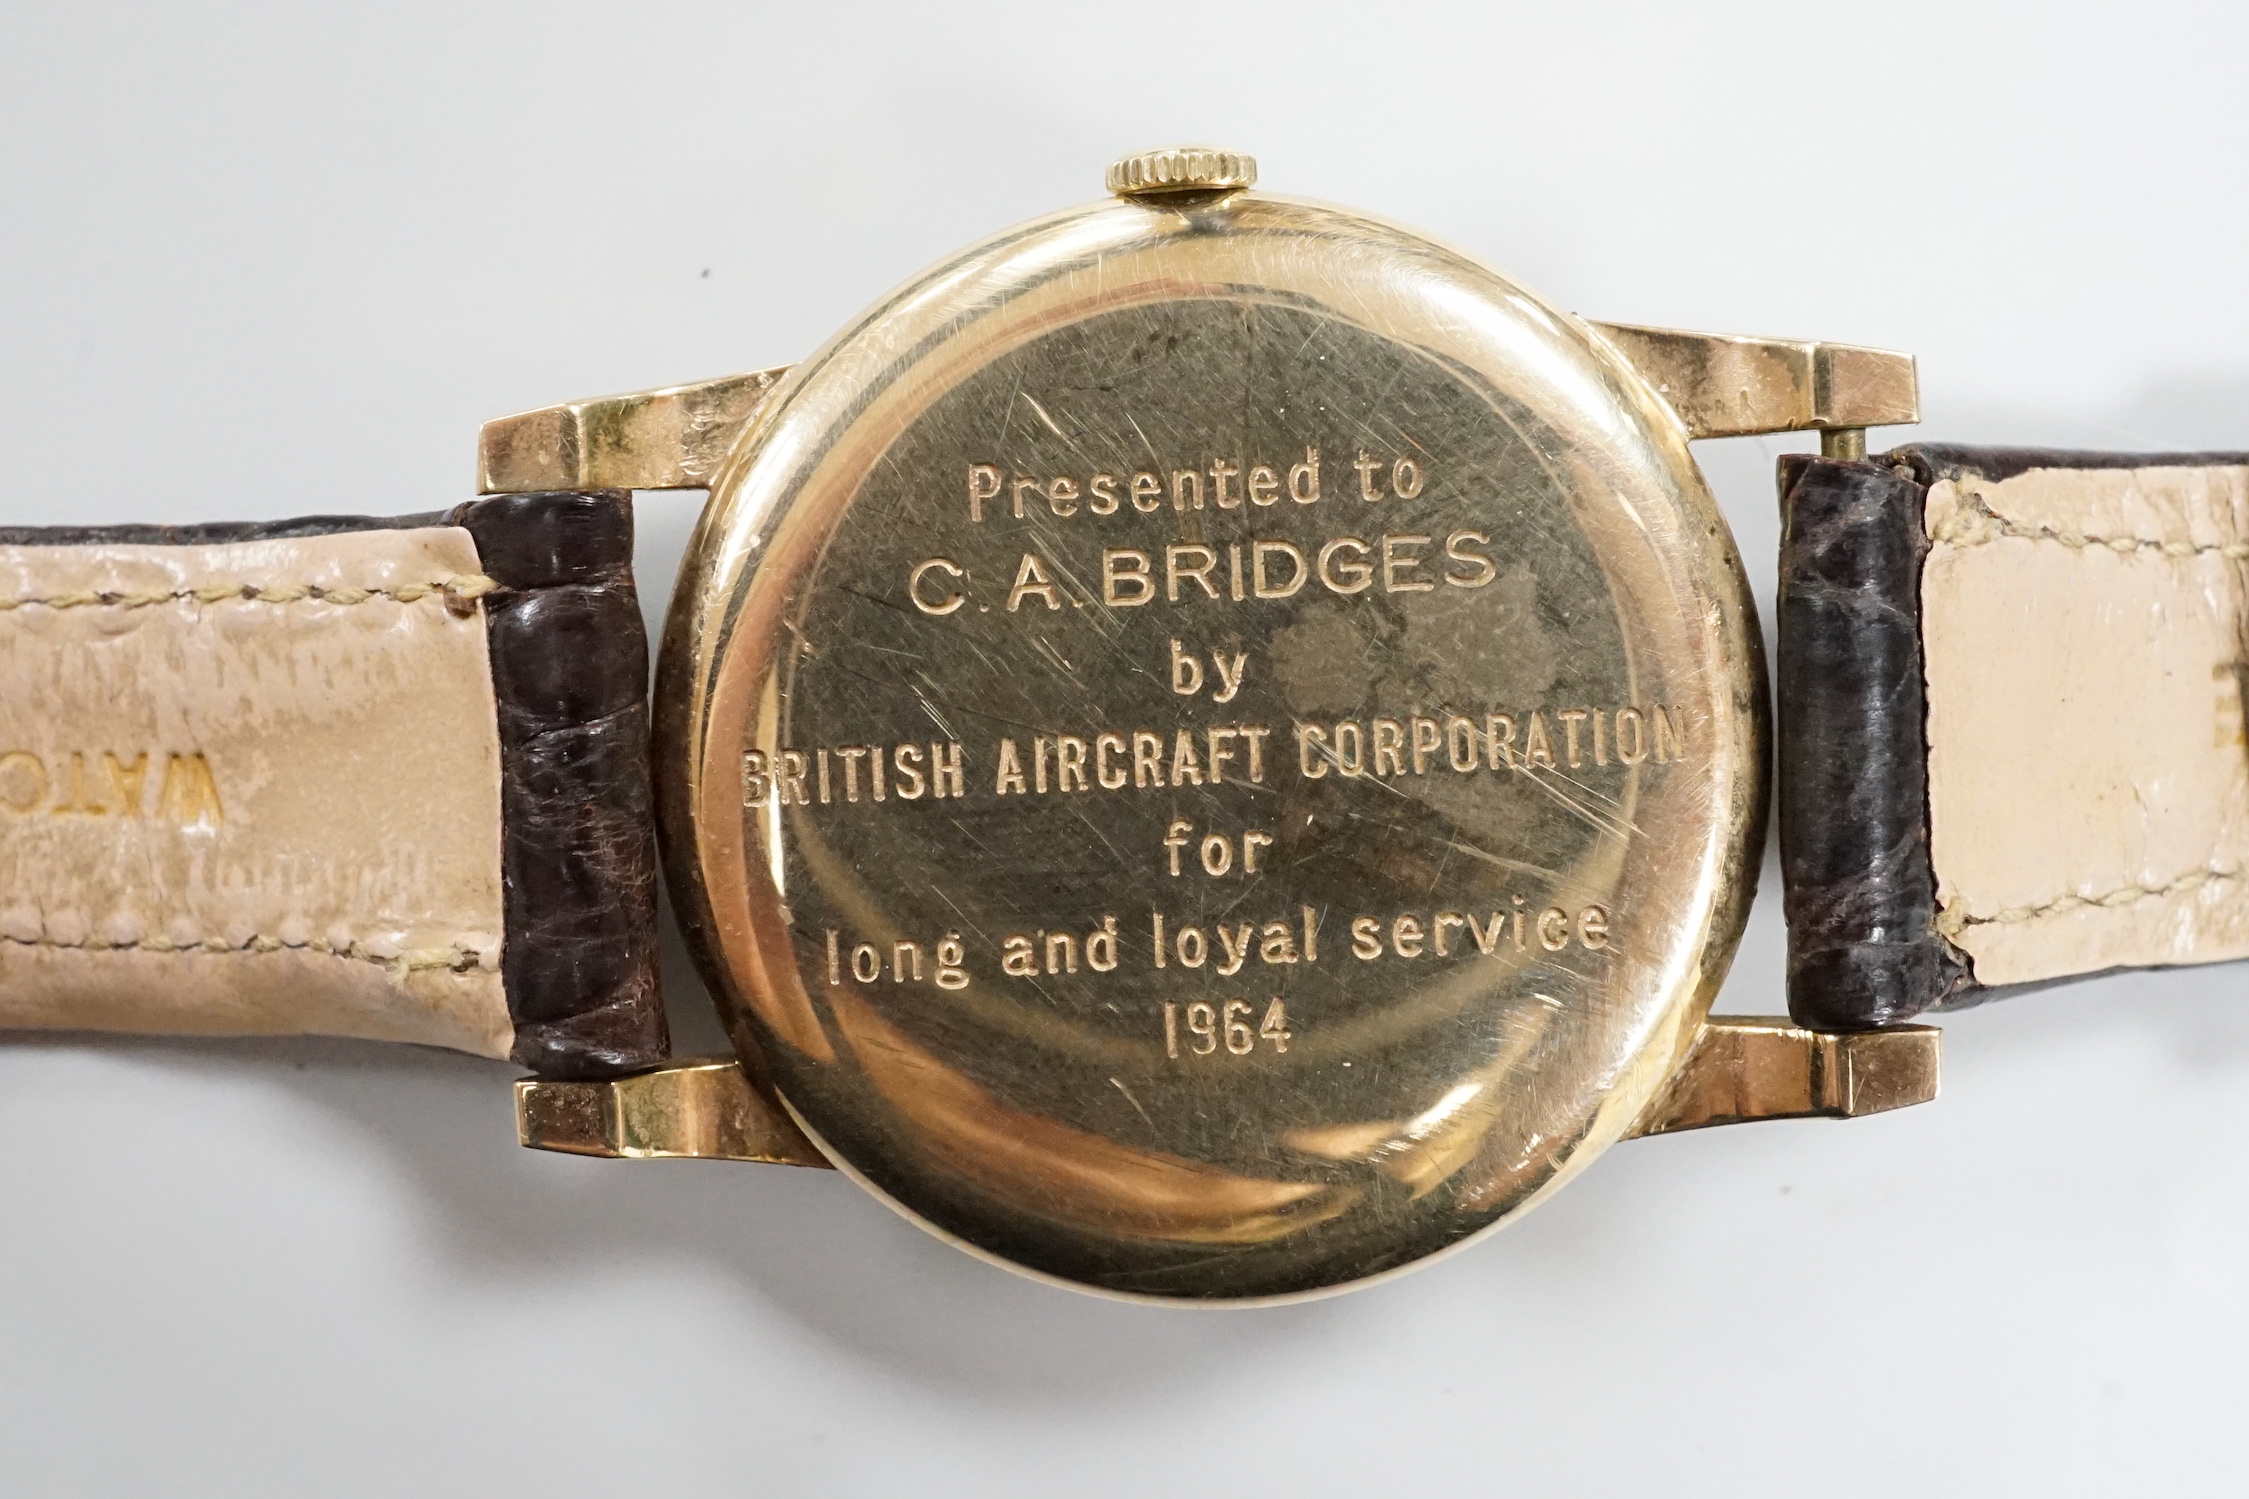 Presented to
C. A. BRIDGES
by
BRITISH AIRCRAFT CORPORATION
for
long and loyal service
1964